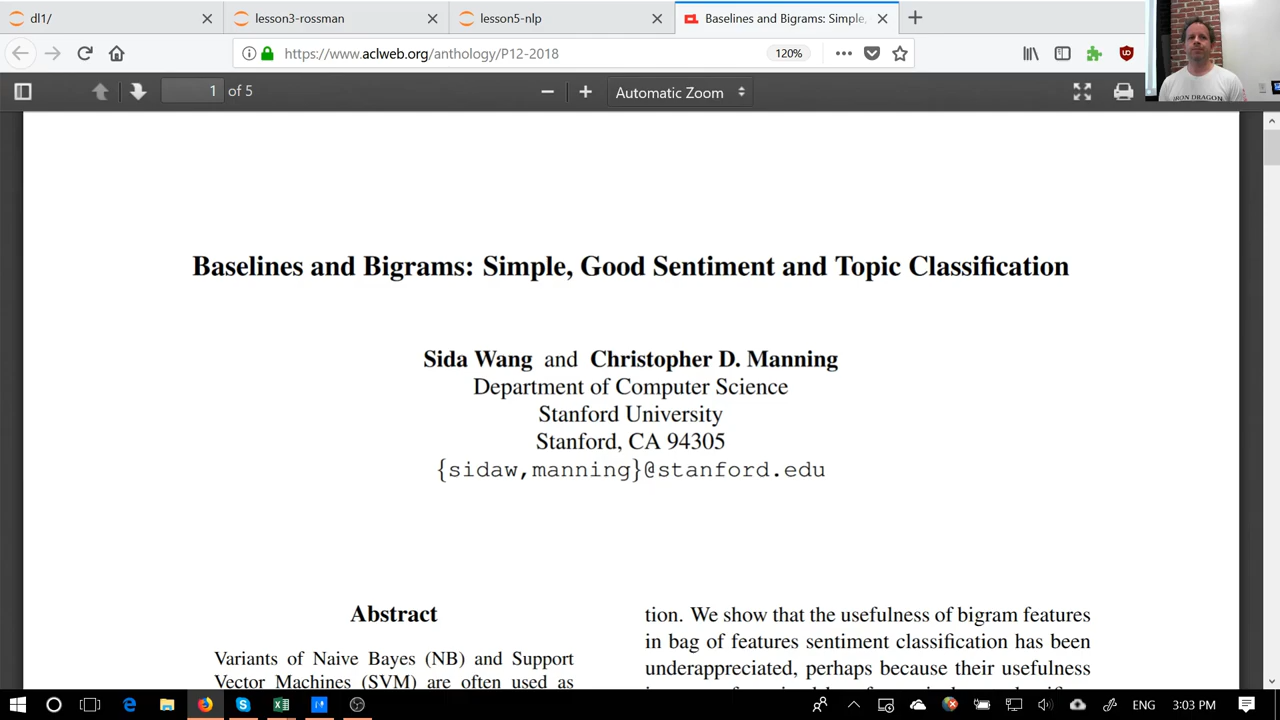 dl1/
lesson3-rossman
lesson5-nlp
Baselines and Bigrams: Simple,
https://www.aclweb.org/anthology/P12-2018
120%
1 of 5
Automatic Zoom
IRON DRAGON
Baselines and Bigrams: Simple, Good Sentiment and Topic Classification
Sida Wang and Christopher D. Manning
Department of Computer Science
Stanford University
Stanford, CA 94305
{sidaw,manning}@stanford.edu
Abstract
Variants of Naive Bayes (NB) and Support
Vector Machines (SVM) are often used as
tion. We show that the usefulness of bigram features
in bag of features sentiment classification has been
underappreciated, perhaps because their usefulness
ENG
3:03 PM